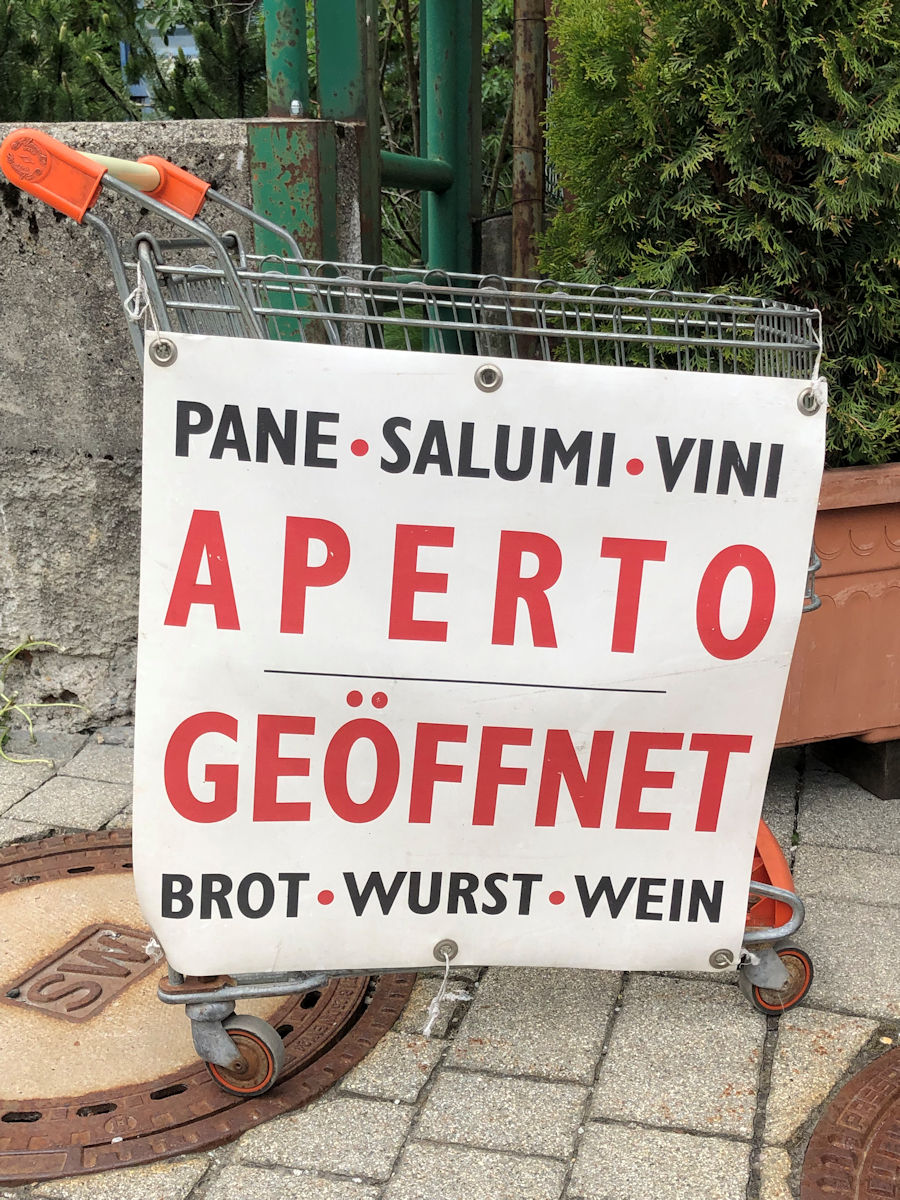 PANE • SALUMI • VINI
APERTO
GEÖFFNET
BROT • WURST • WEIN
SW